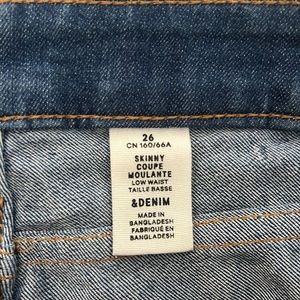 26
CN 160/66A
SKINNY
COUPE
MOULANTE
LOW WAIST
TAILLE BASSE
&DENIM
MADE IN
BANGLADESH
FABRIQUÉ EN
BANGLADESH